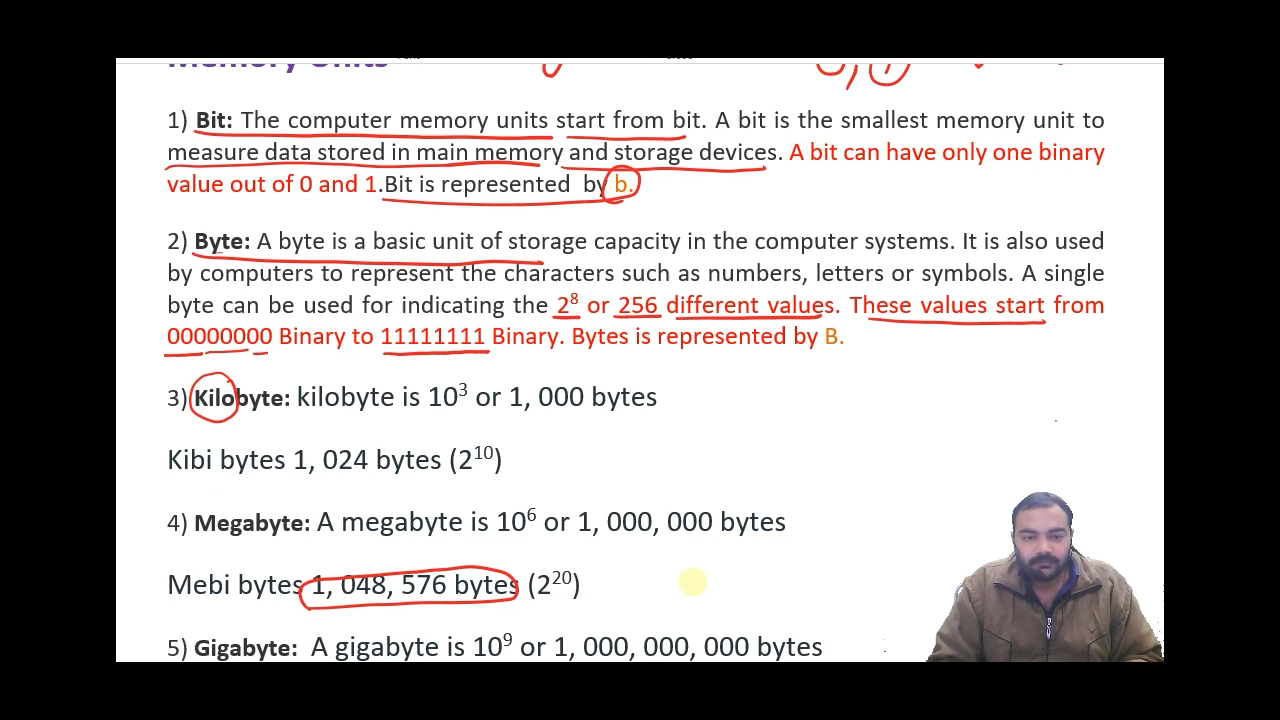 Memory Units
1) Bit: The computer memory units start from bit. A bit is the smallest memory unit to
measure data stored in main memory and storage devices. A bit can have only one binary
value out of 0 and 1.Bit is represented by b.
2) Byte: A byte is a basic unit of storage capacity in the computer systems. It is also used
by computers to represent the characters such as numbers, letters or symbols. A single
byte can be used for indicating the 2⁸ or 256 different values. These values start from
00000000 Binary to 11111111 Binary. Bytes is represented by B.
3) Kilobyte: kilobyte is 10³ or 1, 000 bytes
Kibi bytes 1, 024 bytes (2¹⁰)
4) Megabyte: A megabyte is 10⁶ or 1, 000, 000 bytes
Mebi bytes 1, 048, 576 bytes (2²⁰)
5) Gigabyte: A gigabyte is 10⁹ or 1, 000, 000, 000 bytes